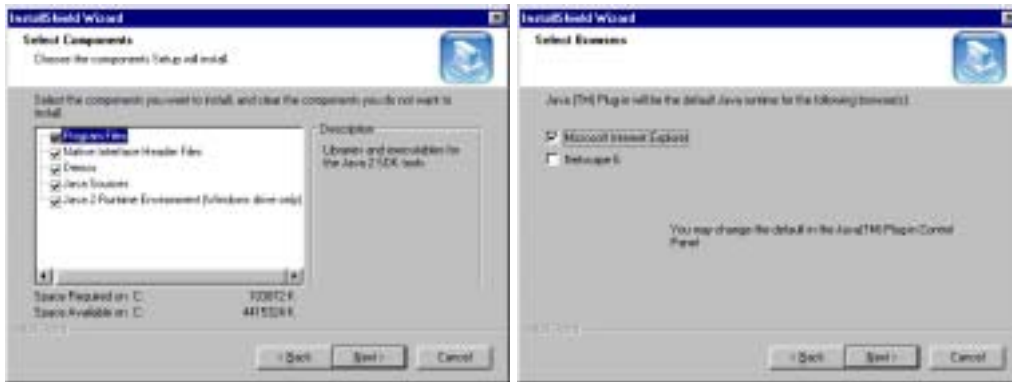 InstallShield Wizard
Select Components
Choose the components Setup will install.
Select the components you want to install, and clear the components you do not want to
install.
Program Files
Native Interface Header Files
Demos
Java Sources
Java 2 Runtime Environment (Windows drive only)
Description
Libraries and executables for
the Java 2 SDK tools
Space Required on C:
Space Available on C:
< Back
Next >
Cancel
InstallShield Wizard
Select Browsers
Java (TM) Plug-in will be the default Java runtime for the following browser(s):
Microsoft Internet Explorer
Netscape 6
You may change the default in the Java(TM) Plug-in Control
Panel
< Back
Next >
Cancel